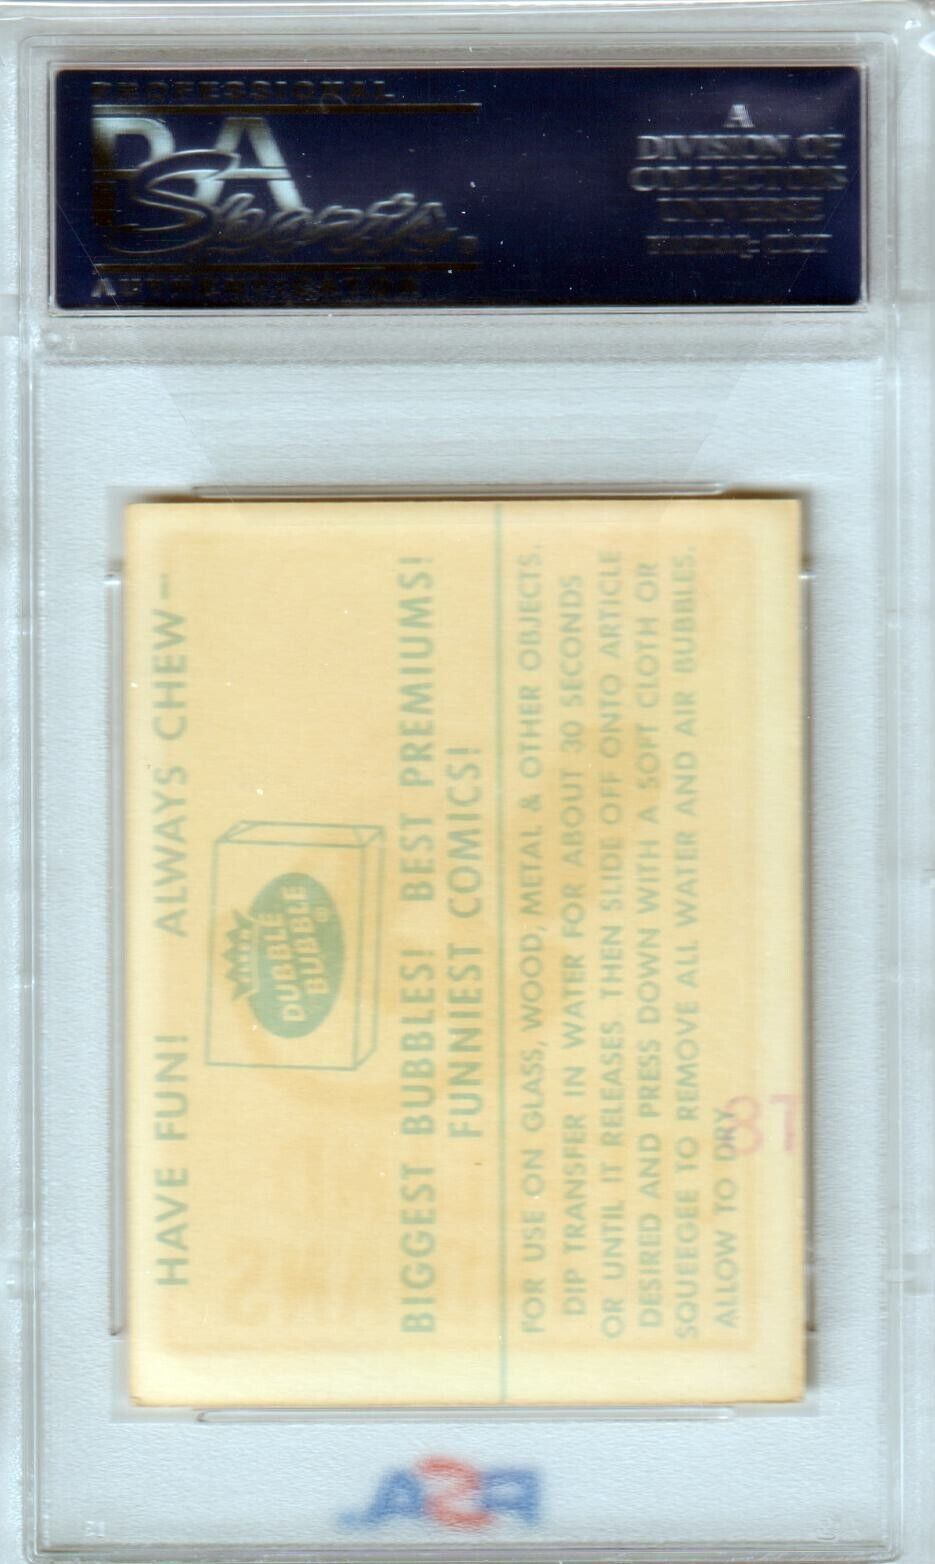 PROFESSIONAL
PSA
Sports
AUTHENTICATOR
A
DIVISION OF
COLLECTORS
UNIVERSE
HAVE FUN! ALWAYS CHEW—
DUBBLE
BUBBLE
®
BIGGEST BUBBLES! BEST PREMIUMS!
FUNNIEST COMICS!
FOR USE ON GLASS, WOOD, METAL & OTHER OBJECTS.
DIP TRANSFER IN WATER FOR ABOUT 30 SECONDS
OR UNTIL IT RELEASES THEN SLIDE OFF ONTO ARTICLE
DESIRED AND PRESS DOWN WITH A SOFT CLOTH OR
SQUEEGEE TO REMOVE ALL WATER AND AIR BUBBLES.
ALLOW TO DRY
PSA